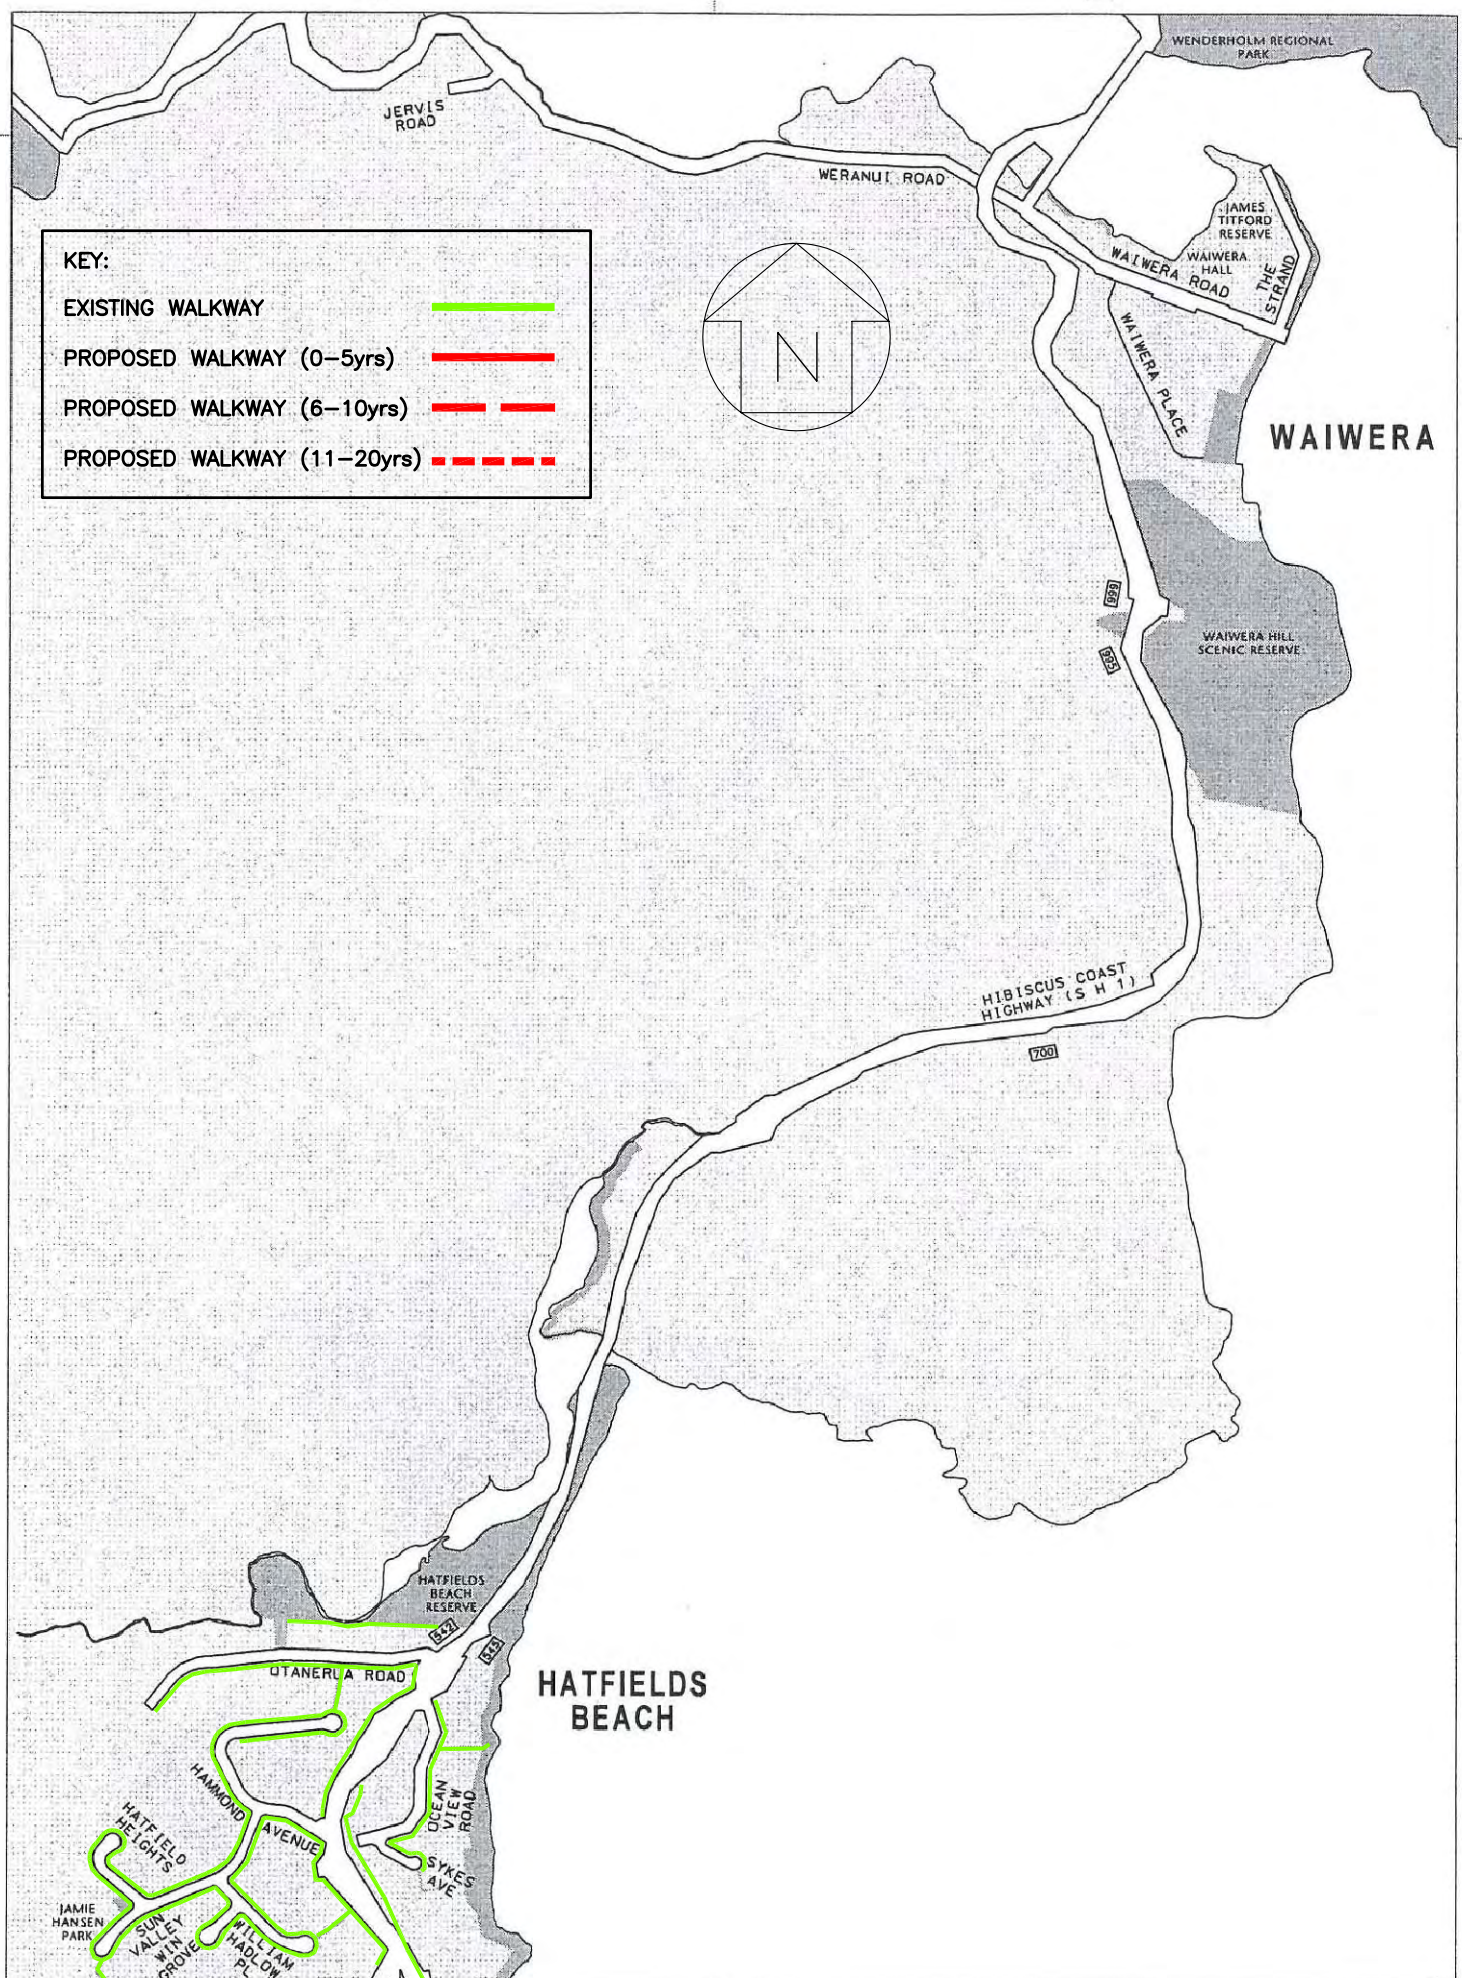 WENDERHOLM REGIONAL
PARK
JERVIS
ROAD
WERANUI ROAD
JAMES
TITFORD
RESERVE
WAIWERA
HALL
THE
STRAND
WAIWERA ROAD
WAIWERA PLACE
WAIWERA
KEY:
EXISTING WALKWAY
PROPOSED WALKWAY (0-5yrs)
PROPOSED WALKWAY (6-10yrs)
PROPOSED WALKWAY (11-20yrs)
N
999
995
WAIWERA HILL
SCENIC RESERVE
HIBISCUS COAST
HIGHWAY (S H 1)
700
HATFIELDS
BEACH
RESERVE
542
545
OTANERUA ROAD
HATFIELDS
BEACH
HAMMOND
AVENUE
OCEAN
VIEW
ROAD
HATFIELD
HEIGHTS
SYKES
AVE
JAMIE
HANSEN
PARK
SUN
VALLEY
WIN
GROVE
WILLIAM
HADLOW
PL